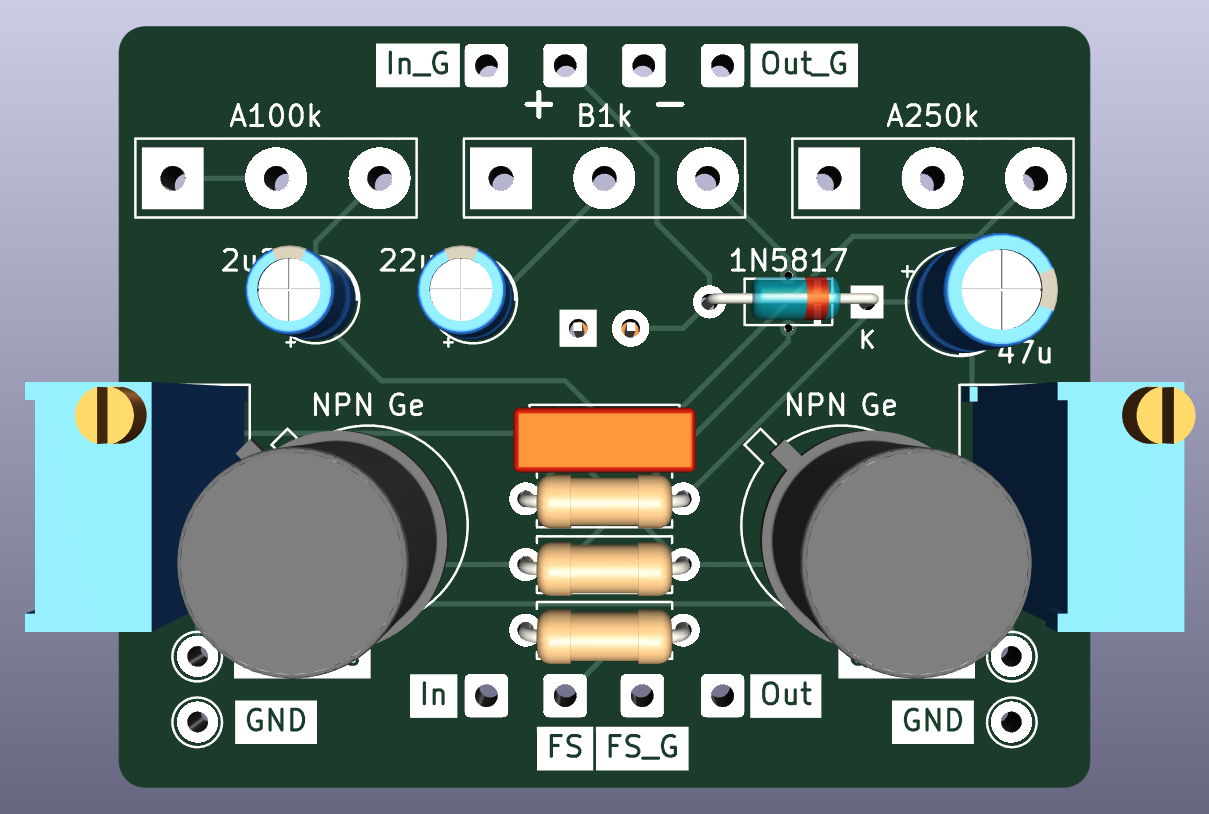 In_G
Out_G
+
−
A100k
B1k
A250k
22u
1N5817
+
K
+
+
47u
NPN Ge
NPN Ge
In
Out
GND
GND
FS
FS_G